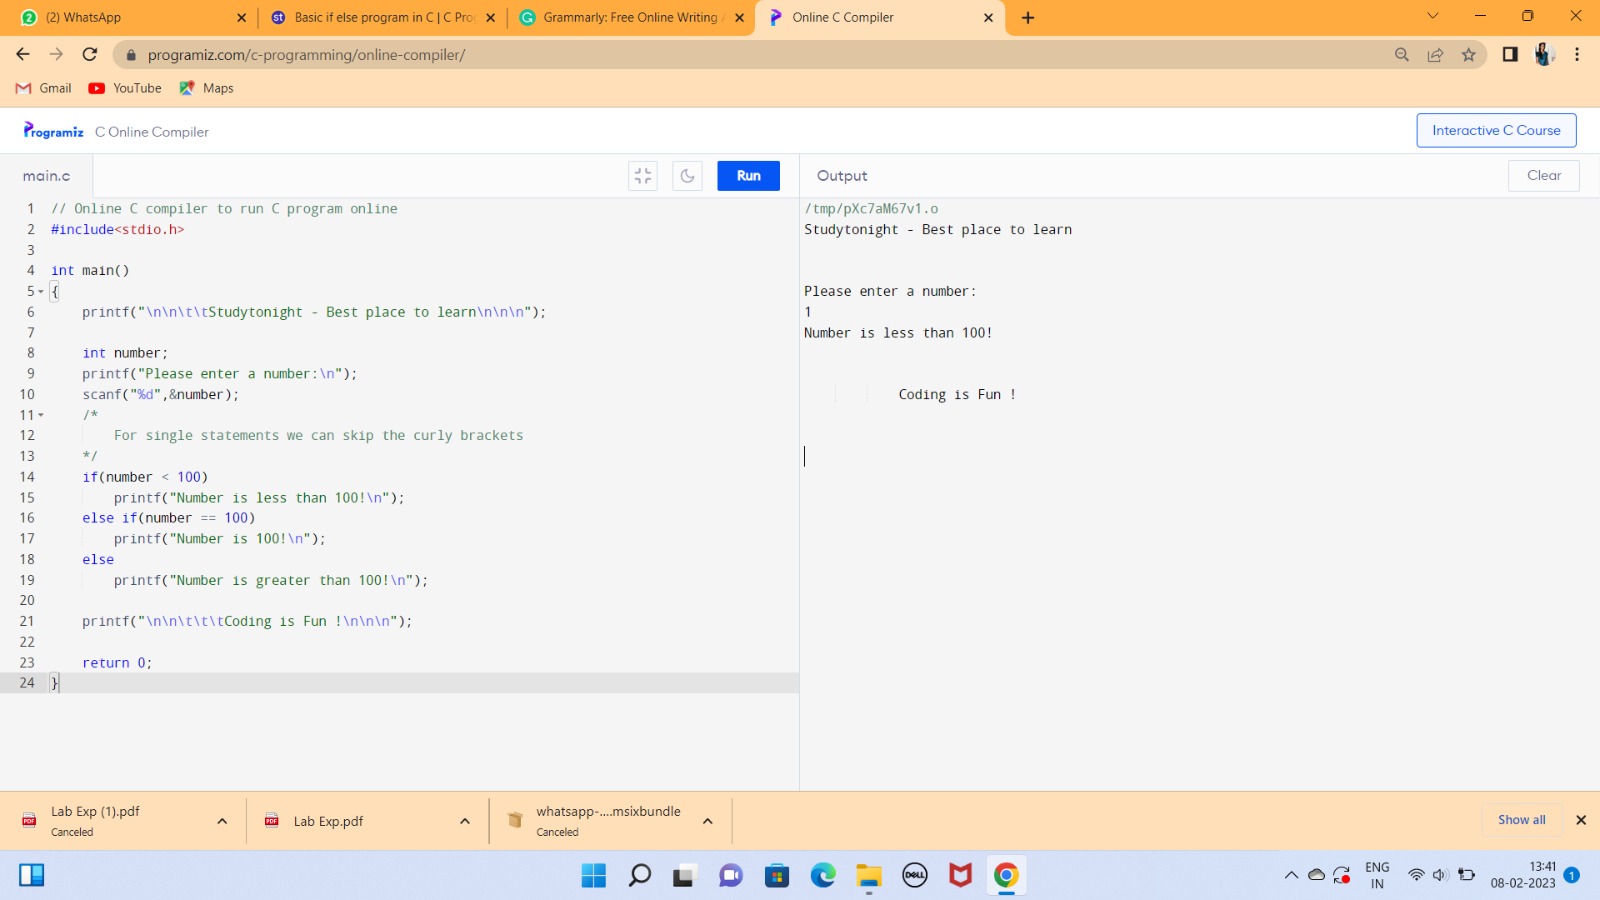 (2) WhatsApp
Basic if else program in C | C Pro
Grammarly: Free Online Writing
Online C Compiler
programiz.com/c-programming/online-compiler/
Gmail
YouTube
Maps
Programiz C Online Compiler
Interactive C Course
main.c
Run
Output
Clear
1 // Online C compiler to run C program online
2 #include<stdio.h>
3
4 int main()
5 {
6     printf("\n\n\t\tStudytonight - Best place to learn\n\n\n");
7
8     int number;
9     printf("Please enter a number:\n");
10     scanf("%d",&number);
11     /*
12         For single statements we can skip the curly brackets
13     */
14     if(number < 100)
15         printf("Number is less than 100!\n");
16     else if(number == 100)
17         printf("Number is 100!\n");
18     else
19         printf("Number is greater than 100!\n");
20
21     printf("\n\n\t\t\tCoding is Fun !\n\n\n");
22
23     return 0;
24 }
/tmp/pXc7aM67v1.o
Studytonight - Best place to learn
Please enter a number:
1
Number is less than 100!
Coding is Fun !
Lab Exp (1).pdf
Canceled
Lab Exp.pdf
whatsapp-....msixbundle
Canceled
Show all
ENG
IN
13:41
08-02-2023
1